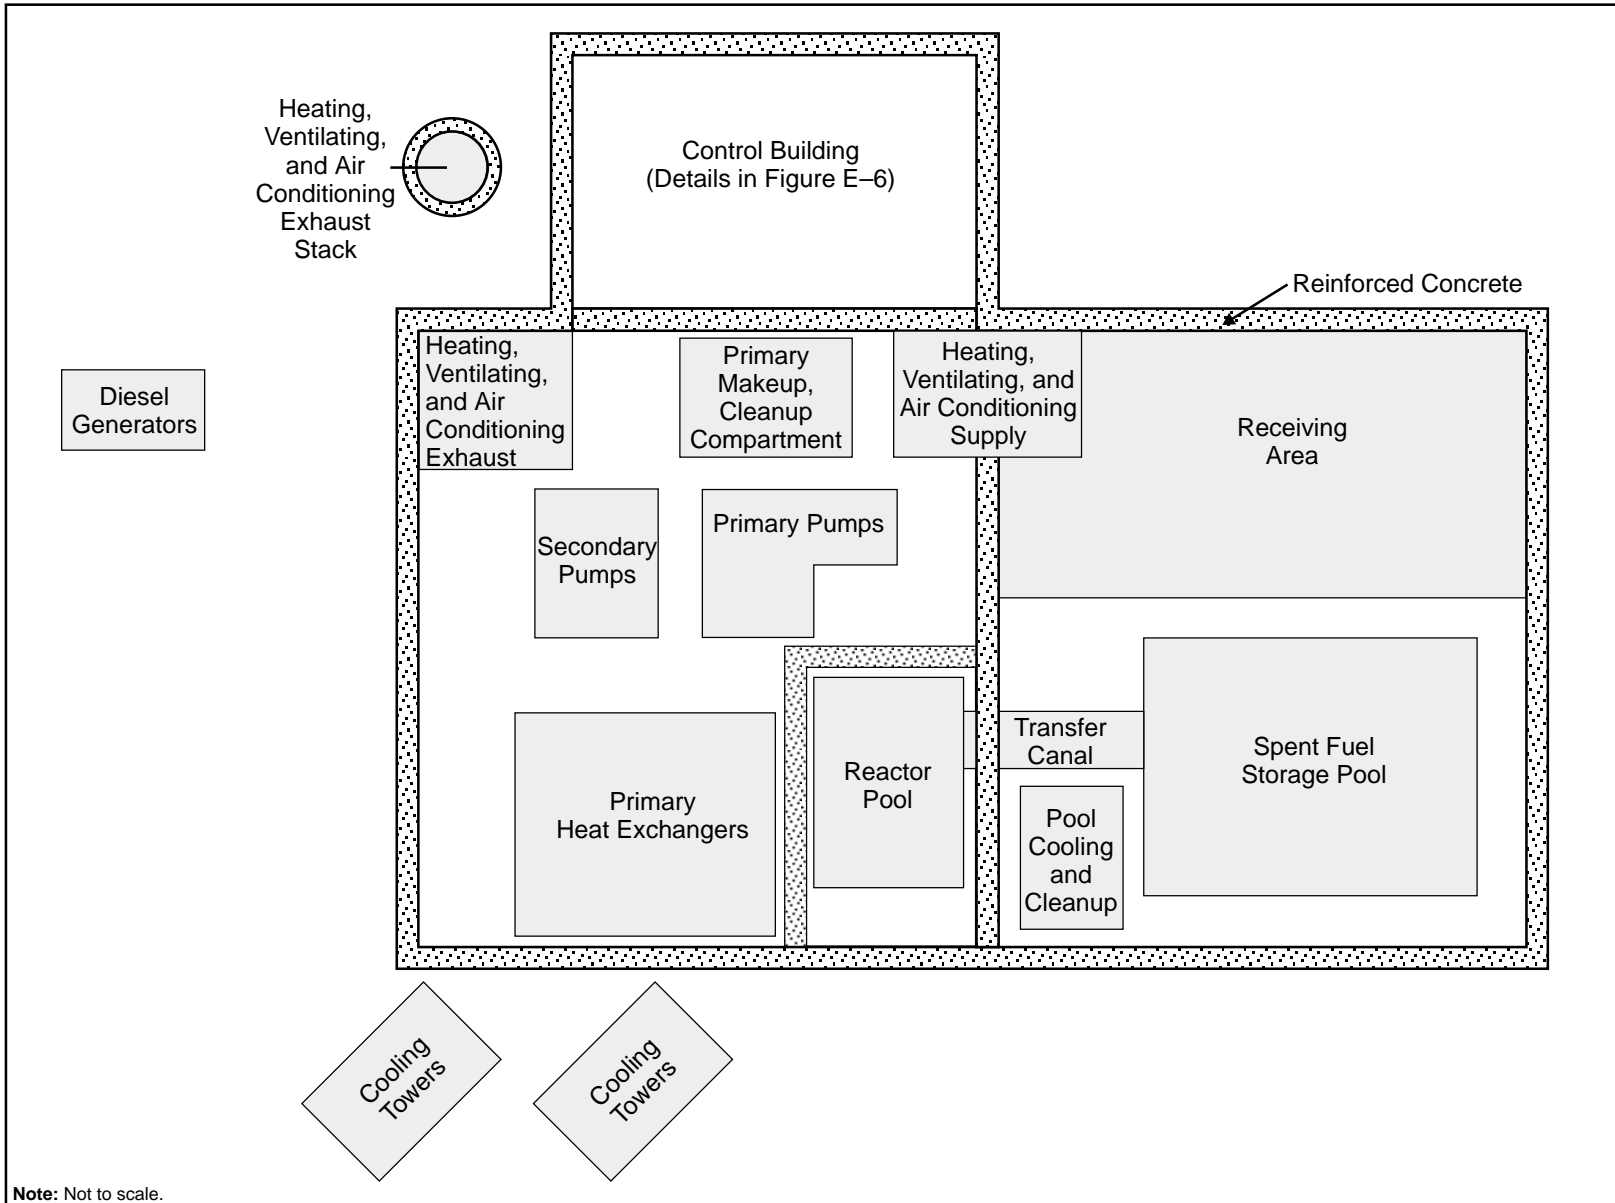 Heating,
Ventilating,
and Air
Conditioning
Exhaust
Stack
Control Building
(Details in Figure E–6)
Reinforced Concrete
Diesel
Generators
Heating,
Ventilating,
and Air
Conditioning
Exhaust
Primary
Makeup,
Cleanup
Compartment
Heating,
Ventilating, and
Air Conditioning
Supply
Receiving
Area
Secondary
Pumps
Primary Pumps
Primary
Heat Exchangers
Reactor
Pool
Transfer
Canal
Spent Fuel
Storage Pool
Pool
Cooling
and
Cleanup
Cooling
Towers
Cooling
Towers
Note: Not to scale.